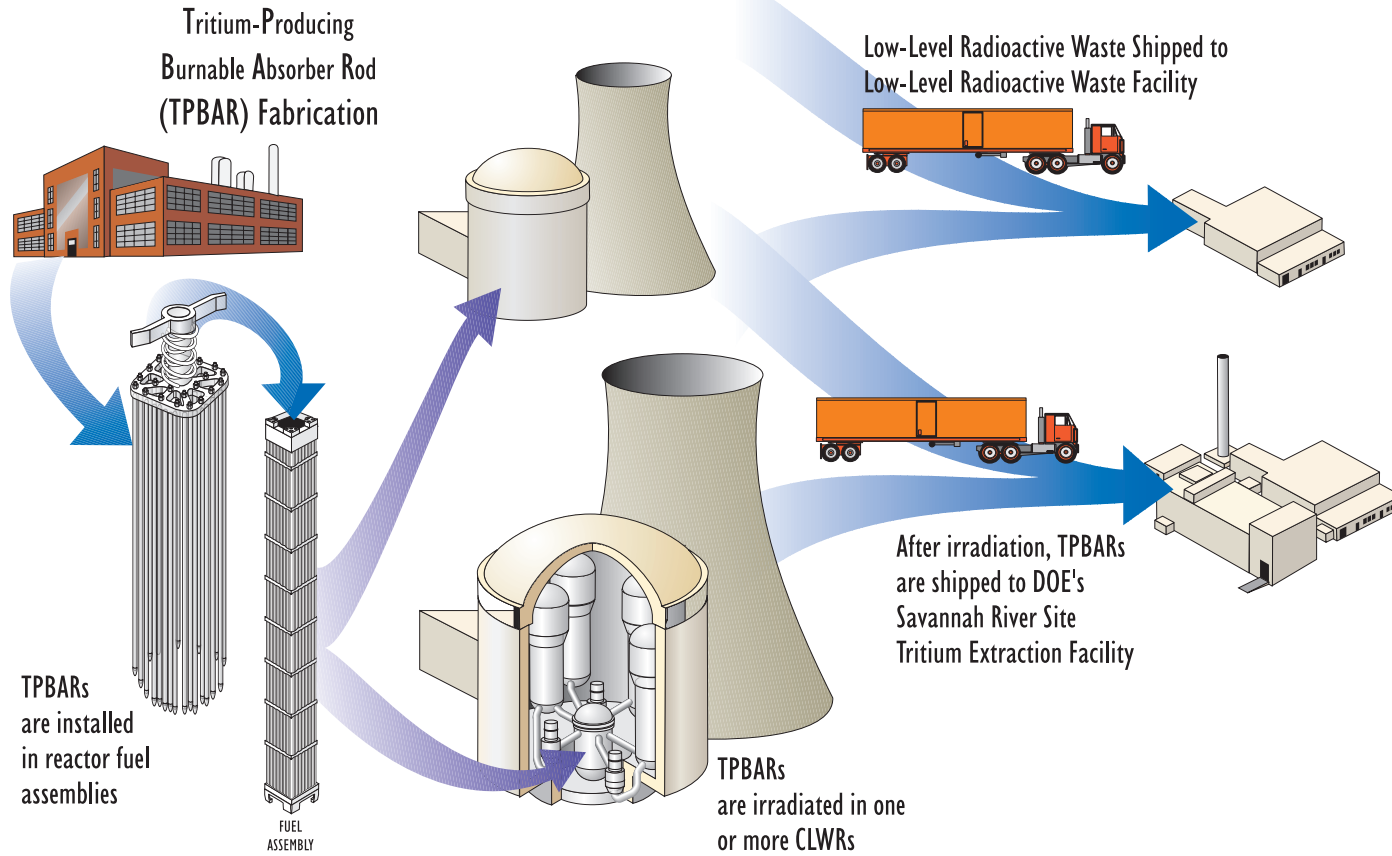 Tritium-Producing
Burnable Absorber Rod
(TPBAR) Fabrication
Low-Level Radioactive Waste Shipped to
Low-Level Radioactive Waste Facility
TPBARs
are installed
in reactor fuel
assemblies
FUEL
ASSEMBLY
TPBARs
are irradiated in one
or more CLWRs
After irradiation, TPBARs
are shipped to DOE's
Savannah River Site
Tritium Extraction Facility